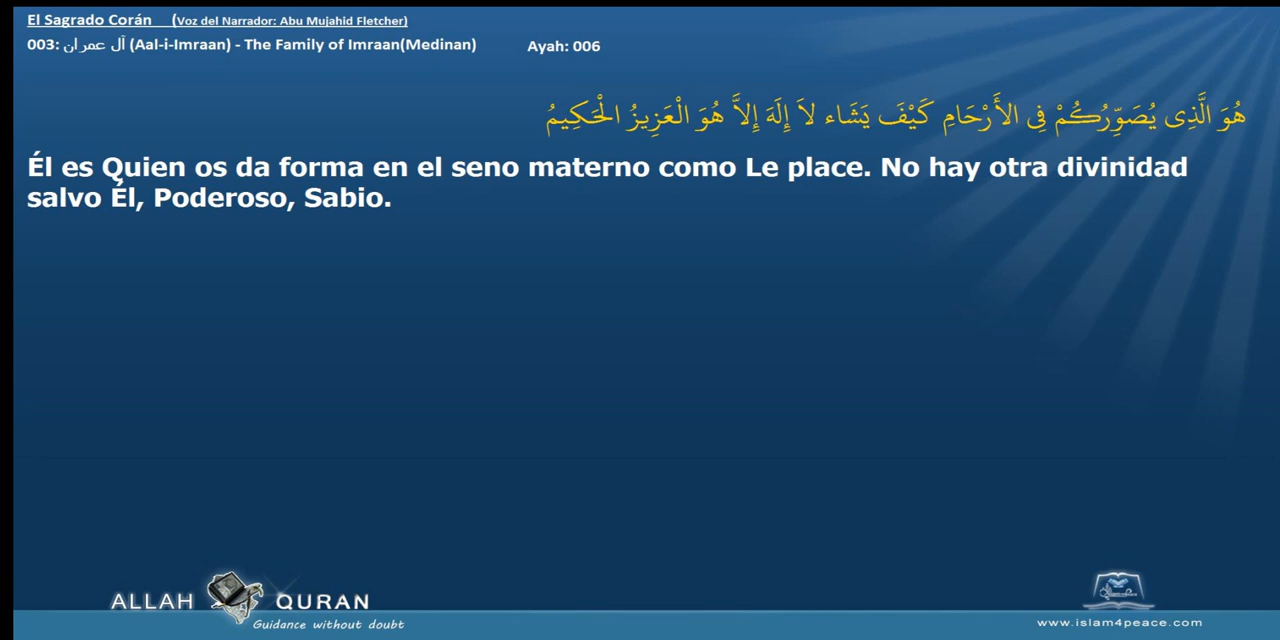 El Sagrado Corán (Voz del Narrador: Abu Mujahid Fletcher)
003: آل عمران (Aal-i-Imraan) - The Family of Imraan(Medinan) Ayah: 006
هُوَ الَّذِى يُصَوِّرُكُمْ فِى الأَرْحَامِ كَيْفَ يَشَاء لاَ إِلَهَ إِلاَّ هُوَ الْعَزِيزُ الْحَكِيمُ
Él es Quien os da forma en el seno materno como Le place. No hay otra divinidad
salvo Él, Poderoso, Sabio.
ALLAH QURAN
Guidance without doubt
www.islam4peace.com